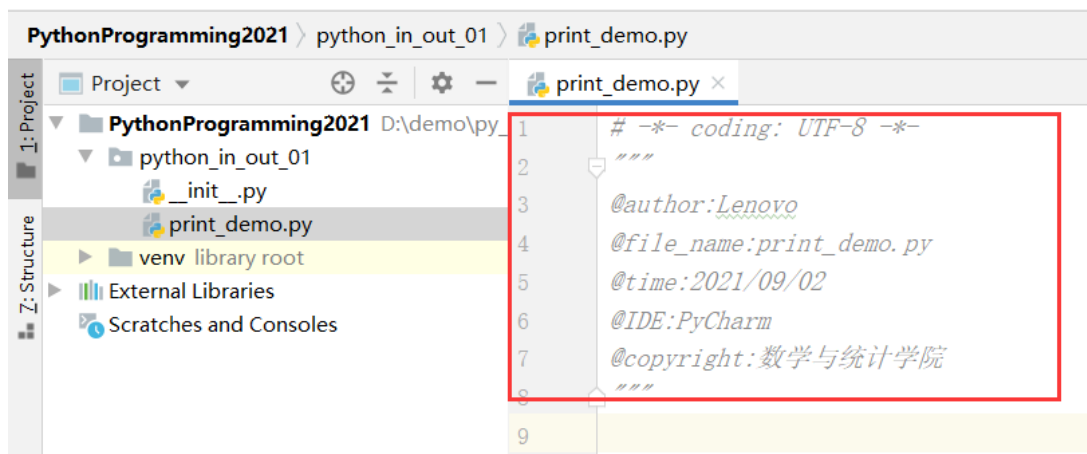 PythonProgramming2021 〉 python_in_out_01 〉 print_demo.py
1: Project
Z: Structure
Project
PythonProgramming2021 D:\demo\py_
python_in_out_01
__init__.py
print_demo.py
venv library root
External Libraries
Scratches and Consoles
print_demo.py ×
1 # -*- coding: UTF-8 -*-
2 """
3 @author:Lenovo
4 @file_name:print_demo.py
5 @time:2021/09/02
6 @IDE:PyCharm
7 @copyright:数学与统计学院
8 """
9